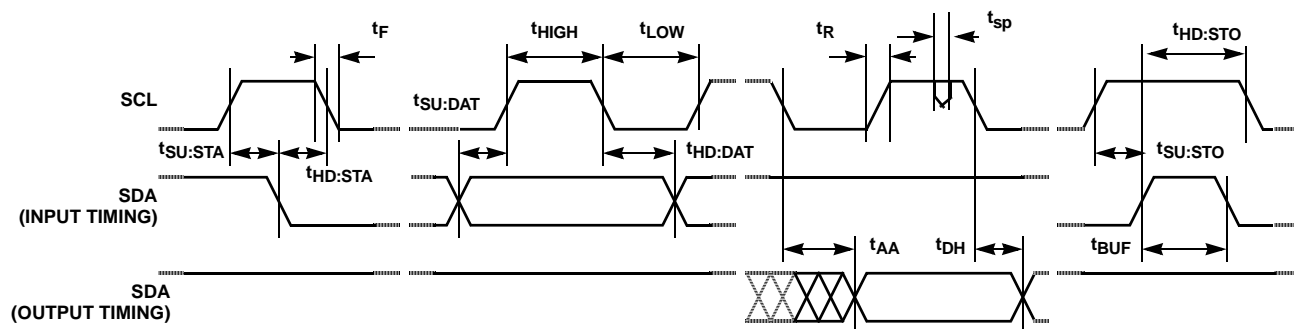 tF
tHIGH
tLOW
tR
tsp
tHD:STO
SCL
tSU:DAT
tSU:STA
tHD:STA
tHD:DAT
tSU:STO
SDA
(INPUT TIMING)
tAA
tDH
tBUF
SDA
(OUTPUT TIMING)